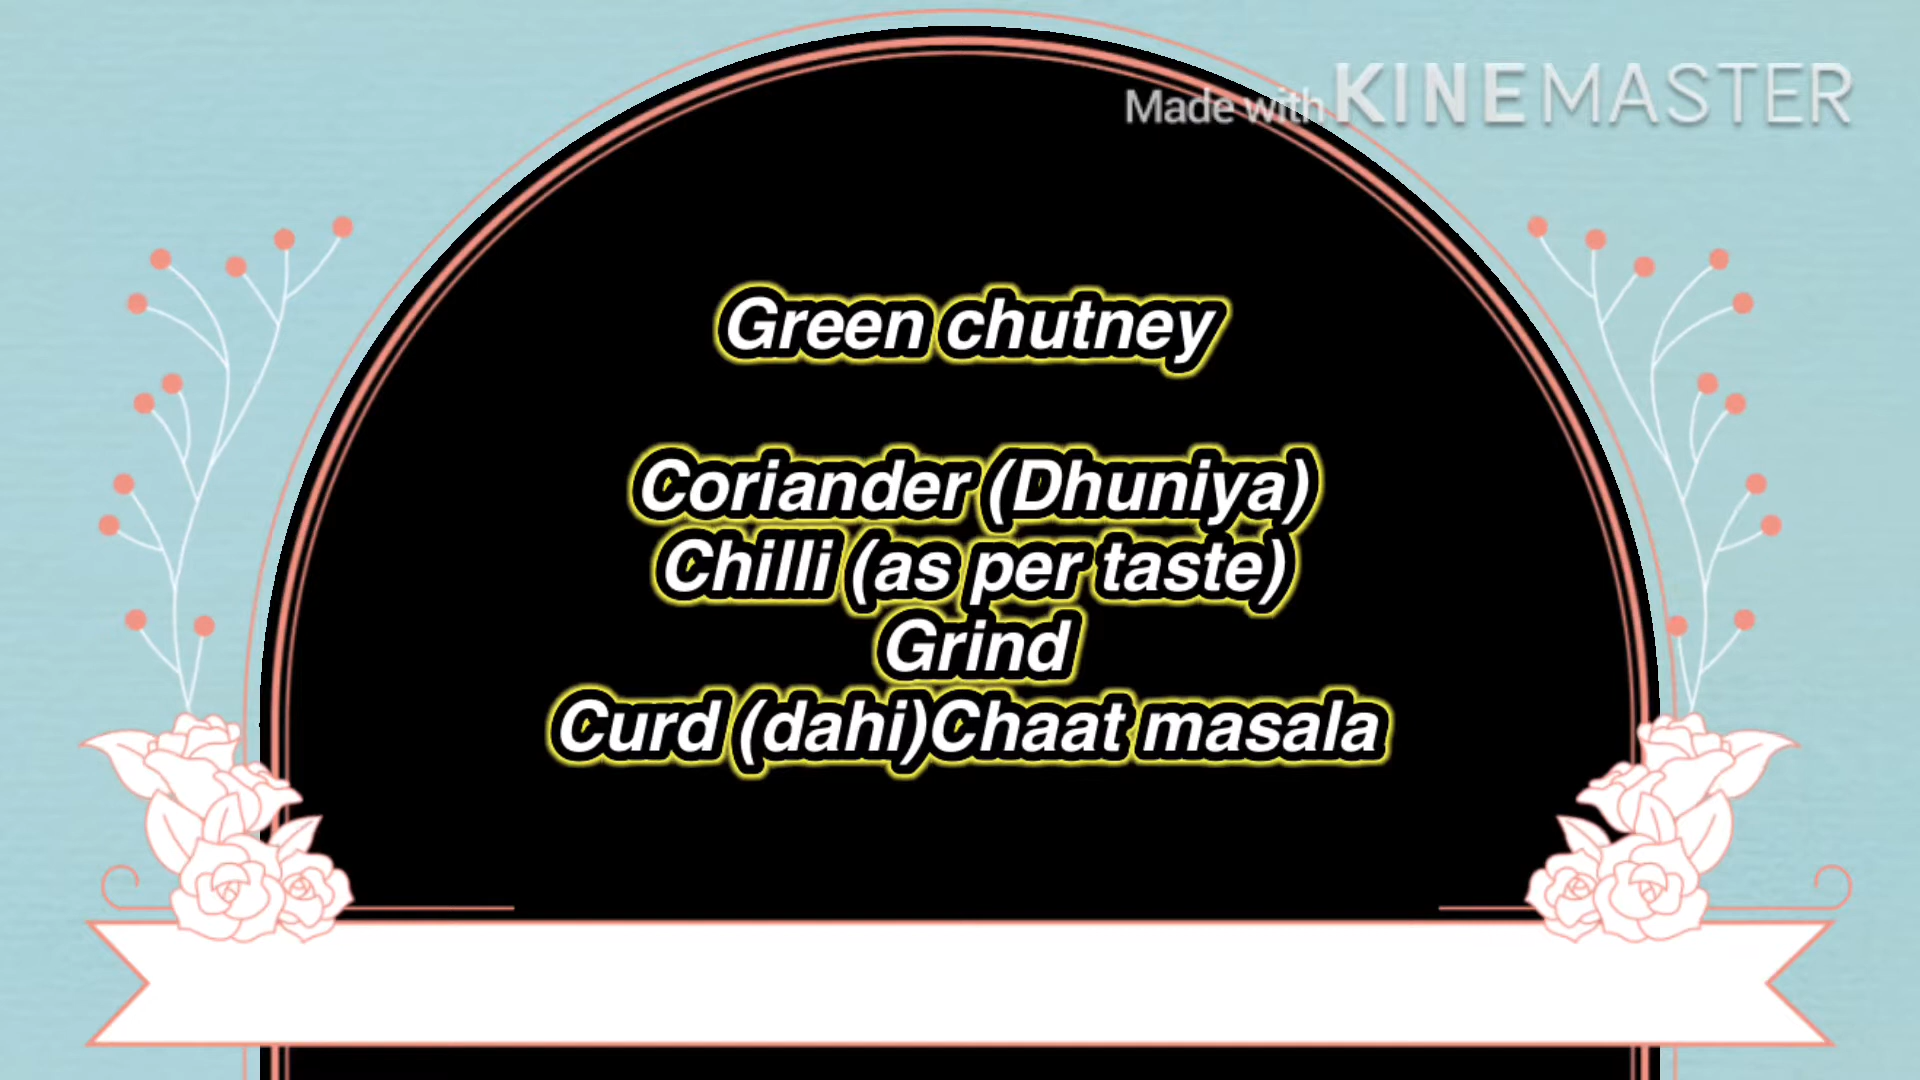 Made with KINEMASTER
Green chutney
Coriander (Dhuniya)
Chilli (as per taste)
Grind
Curd (dahi)Chaat masala